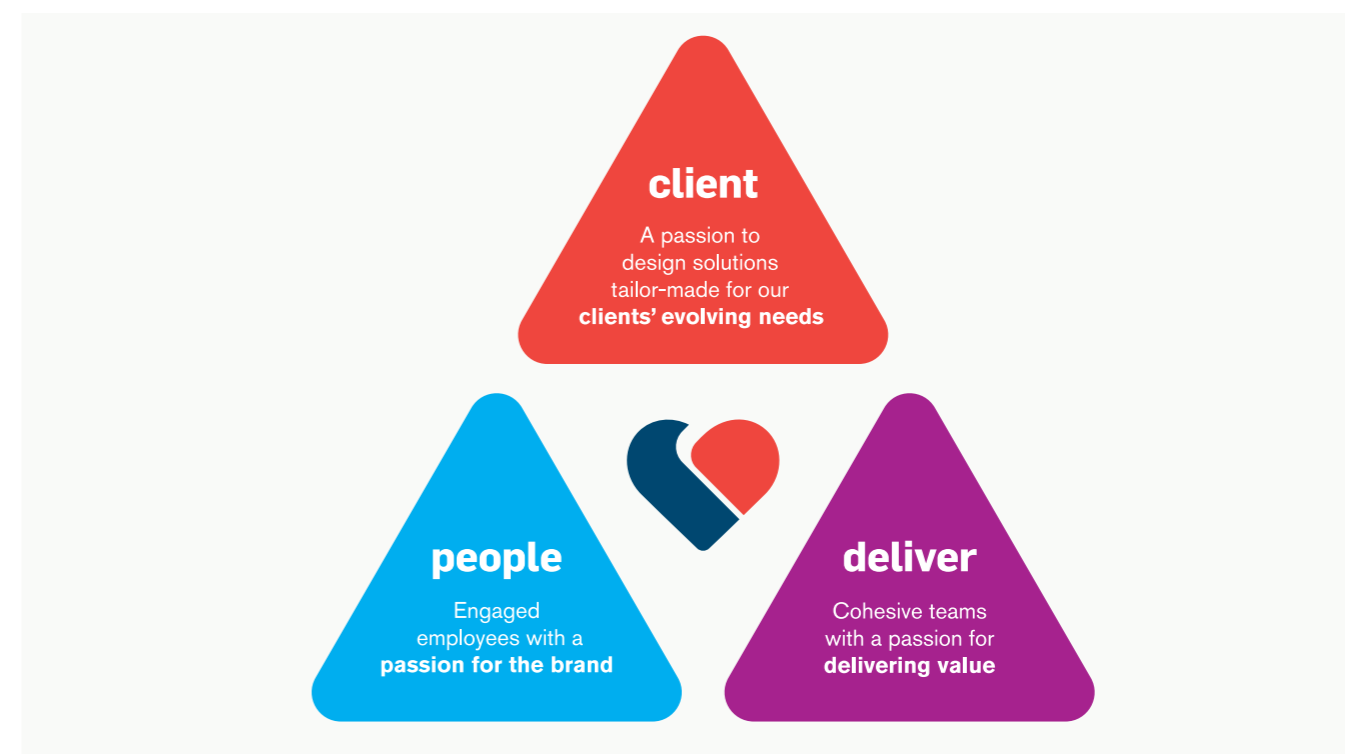 client
A passion to
design solutions
tailor-made for our
clients’ evolving needs
people
Engaged
employees with a
passion for the brand
deliver
Cohesive teams
with a passion for
delivering value